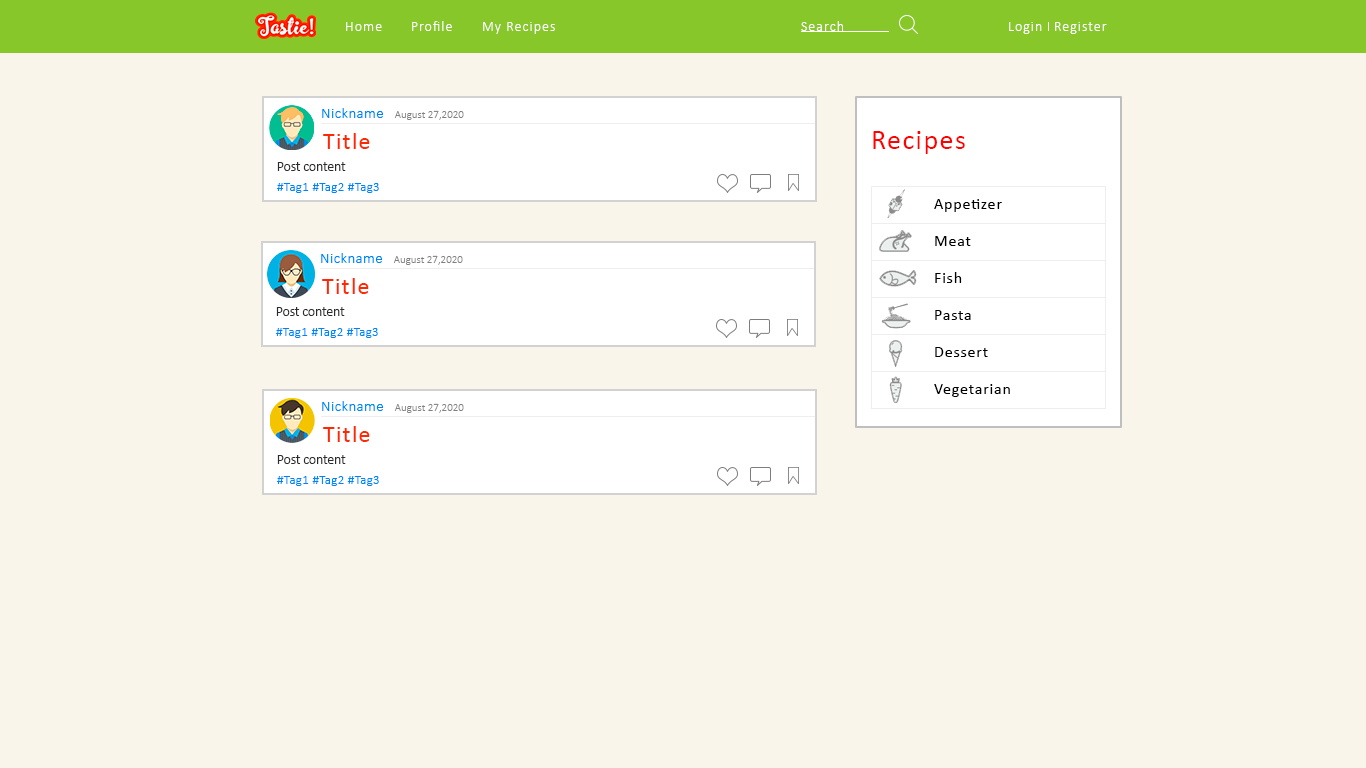 Tastie! Home Profile My Recipes Search Login | Register
Nickname August 27,2020
Title
Post content
#Tag1 #Tag2 #Tag3
Nickname August 27,2020
Title
Post content
#Tag1 #Tag2 #Tag3
Nickname August 27,2020
Title
Post content
#Tag1 #Tag2 #Tag3
Recipes
Appetizer
Meat
Fish
Pasta
Dessert
Vegetarian